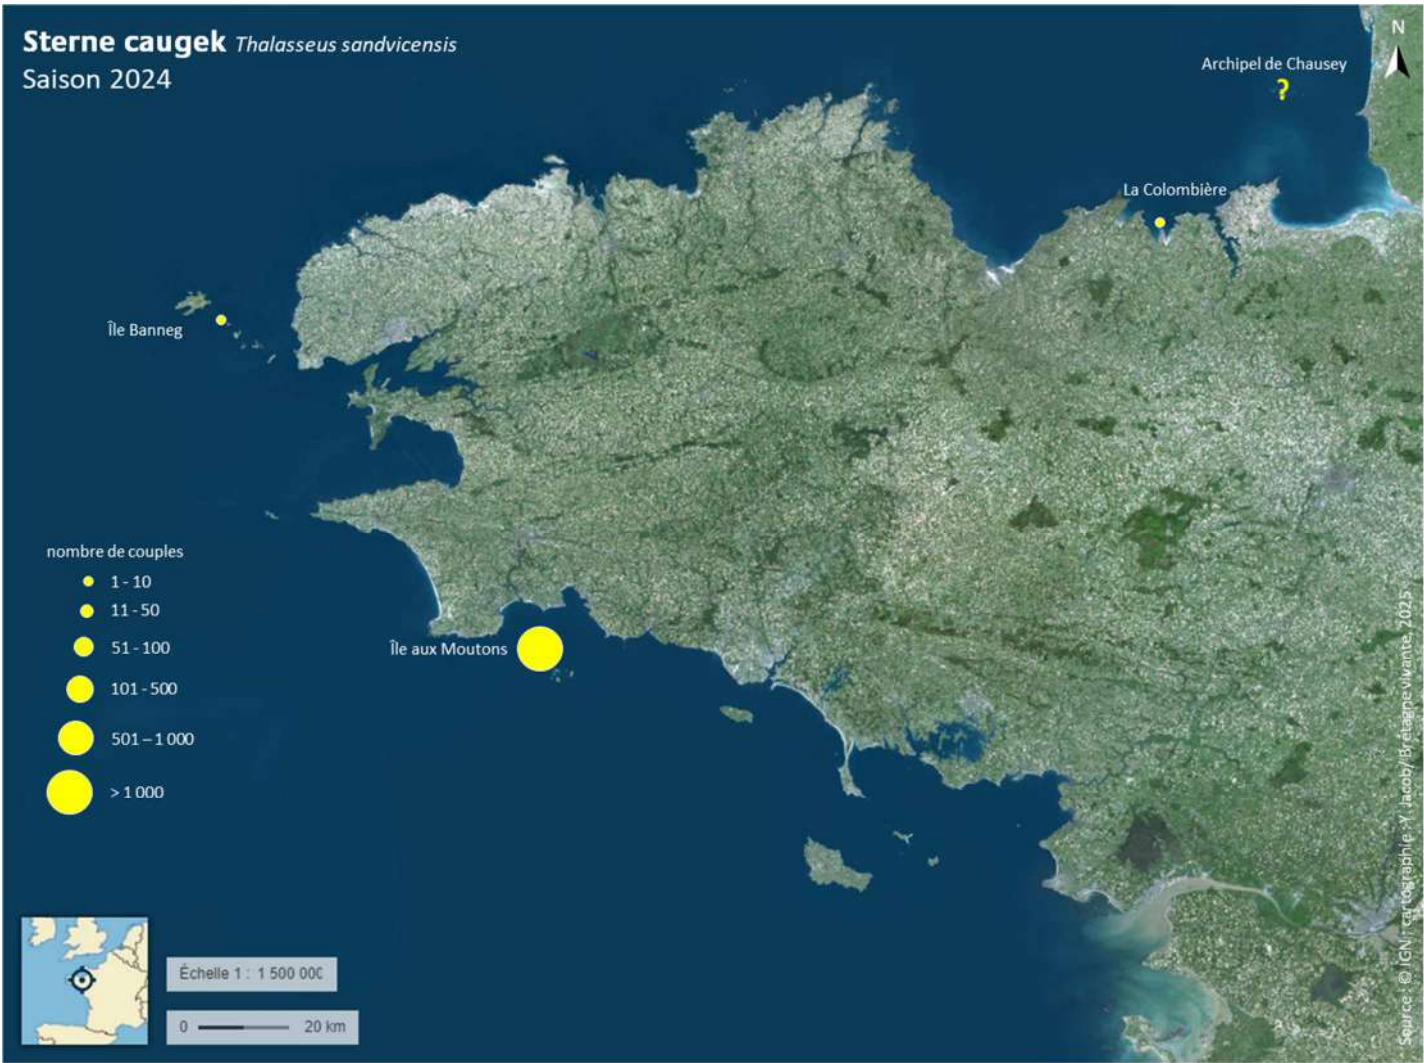 Sterne caugek Thalasseus sandvicensis
Saison 2024
N
Archipel de Chausey
?
La Colombière
Île Banneg
nombre de couples
1 - 10
11 - 50
51 - 100
101 - 500
501 – 1 000
> 1 000
Île aux Moutons
Échelle 1 : 1 500 000
0 20 km
Source : © IGN ; cartographie : Y. Jacob/ Bretagne vivante, 2025